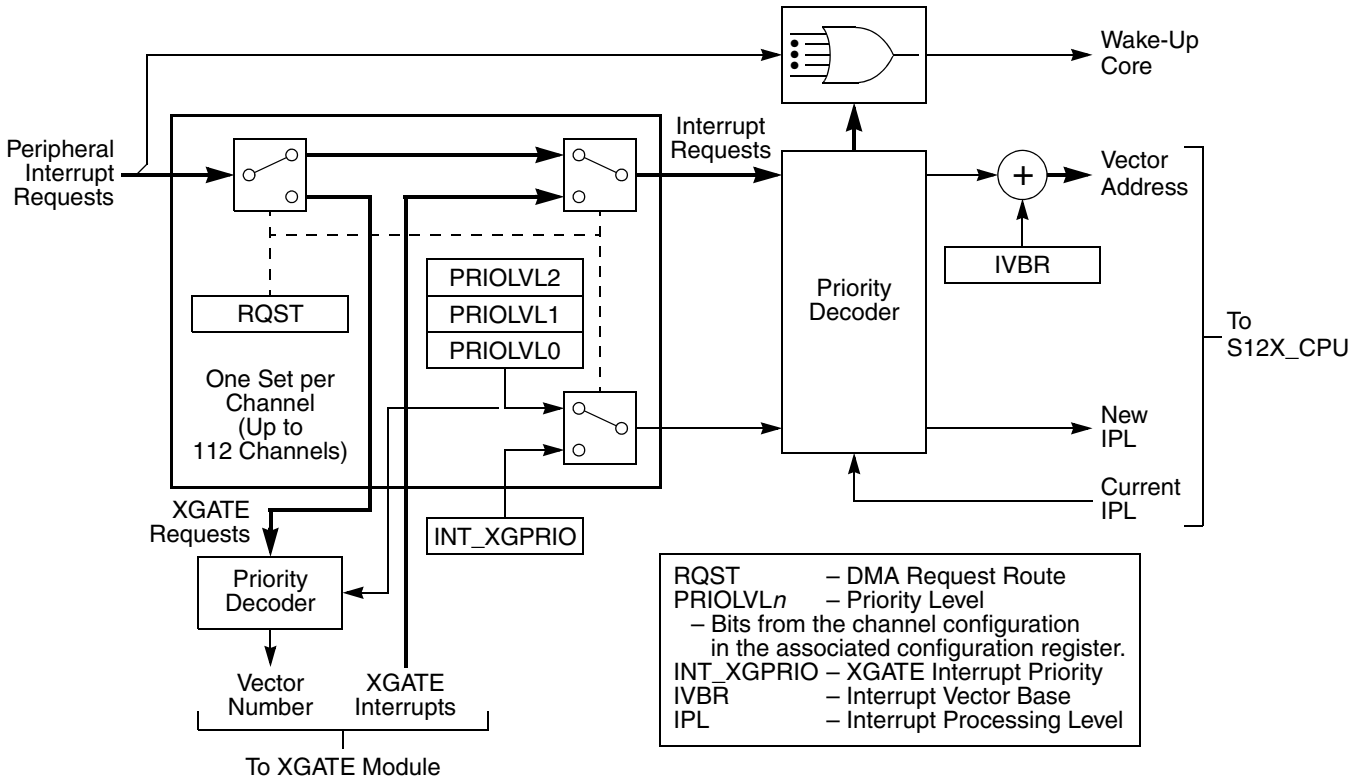 Wake-Up
Core
Peripheral
Interrupt
Requests
Interrupt
Requests
Vector
Address
+
IVBR
PRIOLVL2
PRIOLVL1
PRIOLVL0
RQST
Priority
Decoder
To
S12X_CPU
One Set per
Channel
(Up to
112 Channels)
New
IPL
Current
IPL
XGATE
Requests
INT_XGPRIO
Priority
Decoder
Vector
Number
XGATE
Interrupts
To XGATE Module
RQST – DMA Request Route
PRIOLVLn – Priority Level
– Bits from the channel configuration
in the associated configuration register.
INT_XGPRIO – XGATE Interrupt Priority
IVBR – Interrupt Vector Base
IPL – Interrupt Processing Level